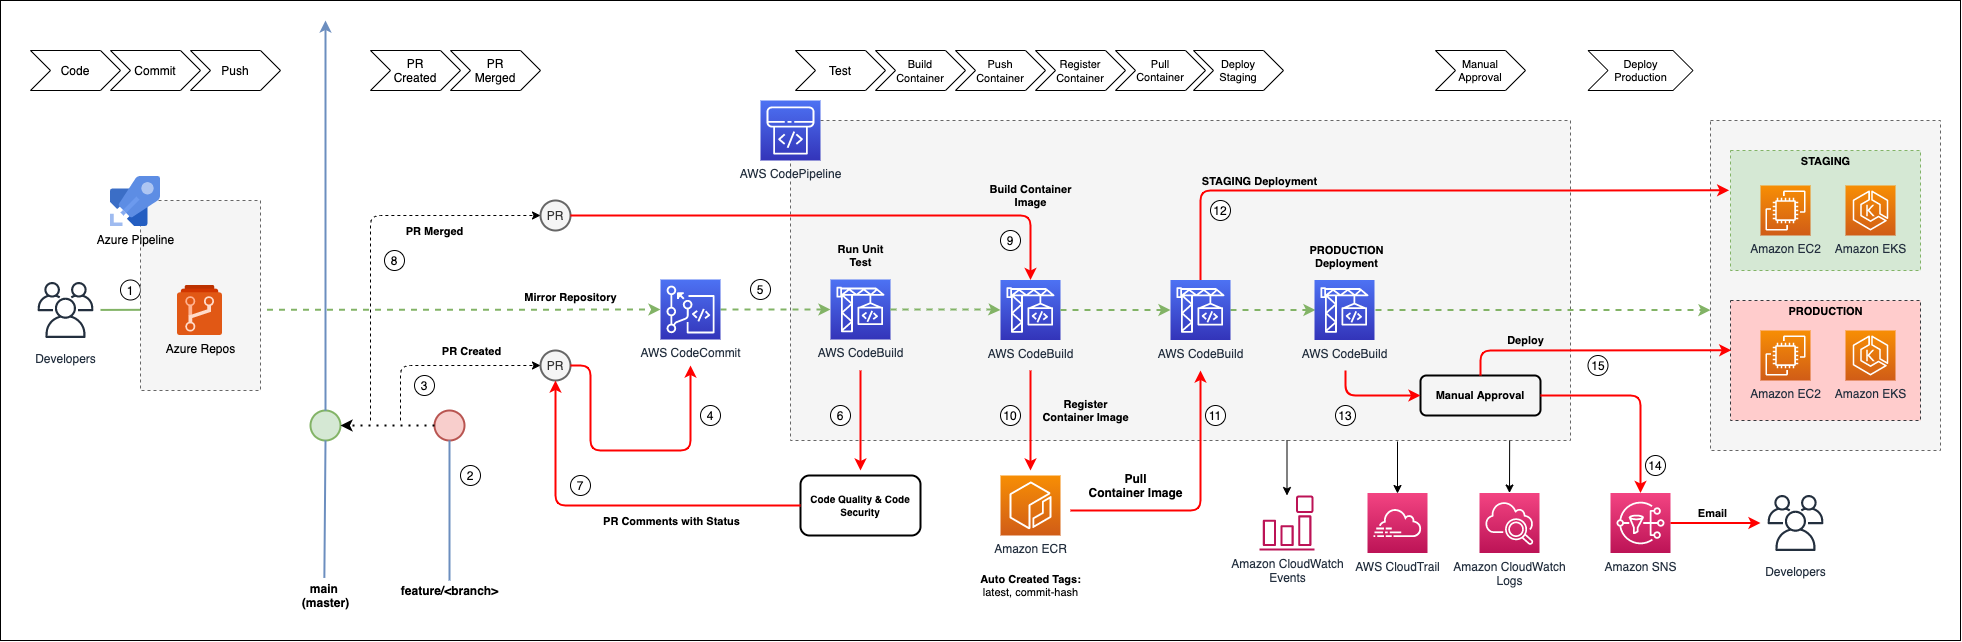 Code
Commit
Push
PR
Created
PR
Merged
Test
Build
Container
Push
Container
Register
Container
Pull
Container
Deploy
Staging
Manual
Approval
Deploy
Production
AWS CodePipeline
STAGING
Amazon EC2
Amazon EKS
STAGING Deployment
12
Build Container
Image
9
PR
PR Merged
8
Azure Pipeline
1
Azure Repos
Developers
Mirror Repository
AWS CodeCommit
5
Run Unit
Test
AWS CodeBuild
AWS CodeBuild
AWS CodeBuild
PRODUCTION
Deployment
AWS CodeBuild
PRODUCTION
Amazon EC2
Amazon EKS
Deploy
15
PR Created
PR
3
4
6
10
Register
Container Image
11
13
Manual Approval
2
7
PR Comments with Status
Code Quality & Code
Security
Pull
Container Image
14
Amazon ECR
Auto Created Tags:
latest, commit-hash
Amazon CloudWatch
Events
AWS CloudTrail
Amazon CloudWatch
Logs
Amazon SNS
Email
Developers
main
(master)
feature/<branch>